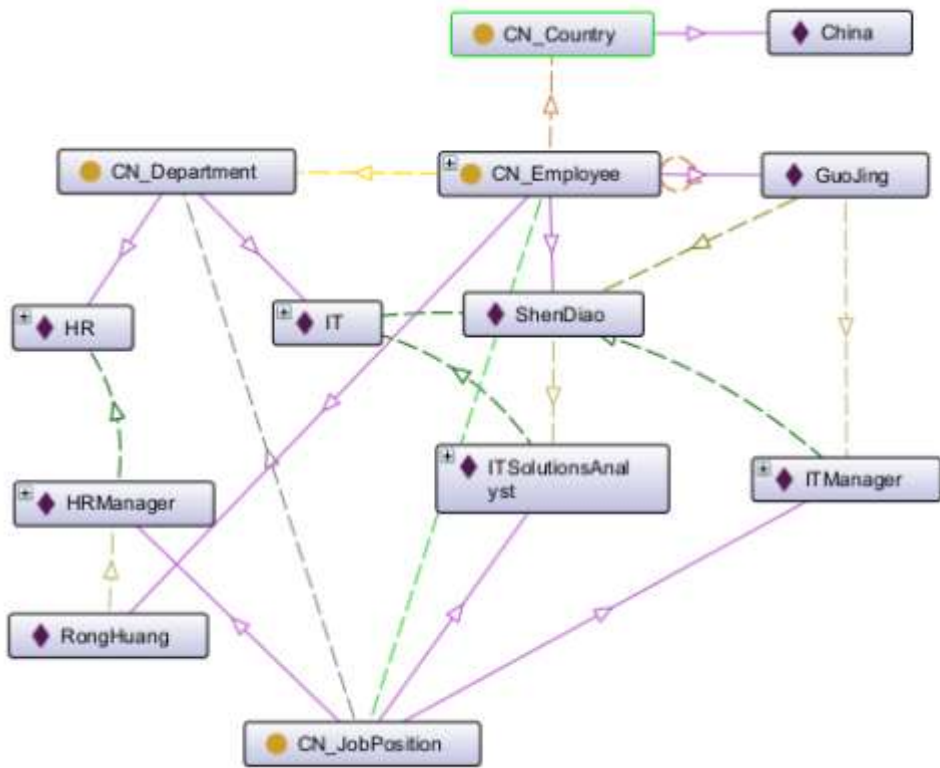 CN_Country
China
CN_Department
CN_Employee
GuoJing
HR
IT
ShenDiao
HRManager
ITSolutionsAnal
yst
ITManager
RongHuang
CN_JobPosition